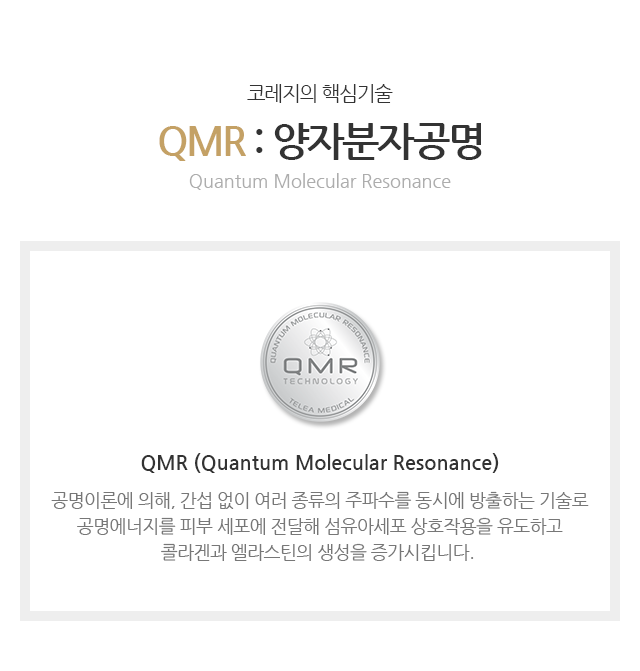 코레지의 핵심기술
QMR : 양자분자공명
Quantum Molecular Resonance
QUANTUM MOLECULAR RESONANCE
QMR
TECHNOLOGY
TELEA MEDICAL
QMR (Quantum Molecular Resonance)
공명이론에 의해, 간섭 없이 여러 종류의 주파수를 동시에 방출하는 기술로
공명에너지를 피부 세포에 전달해 섬유아세포 상호작용을 유도하고
콜라겐과 엘라스틴의 생성을 증가시킵니다.